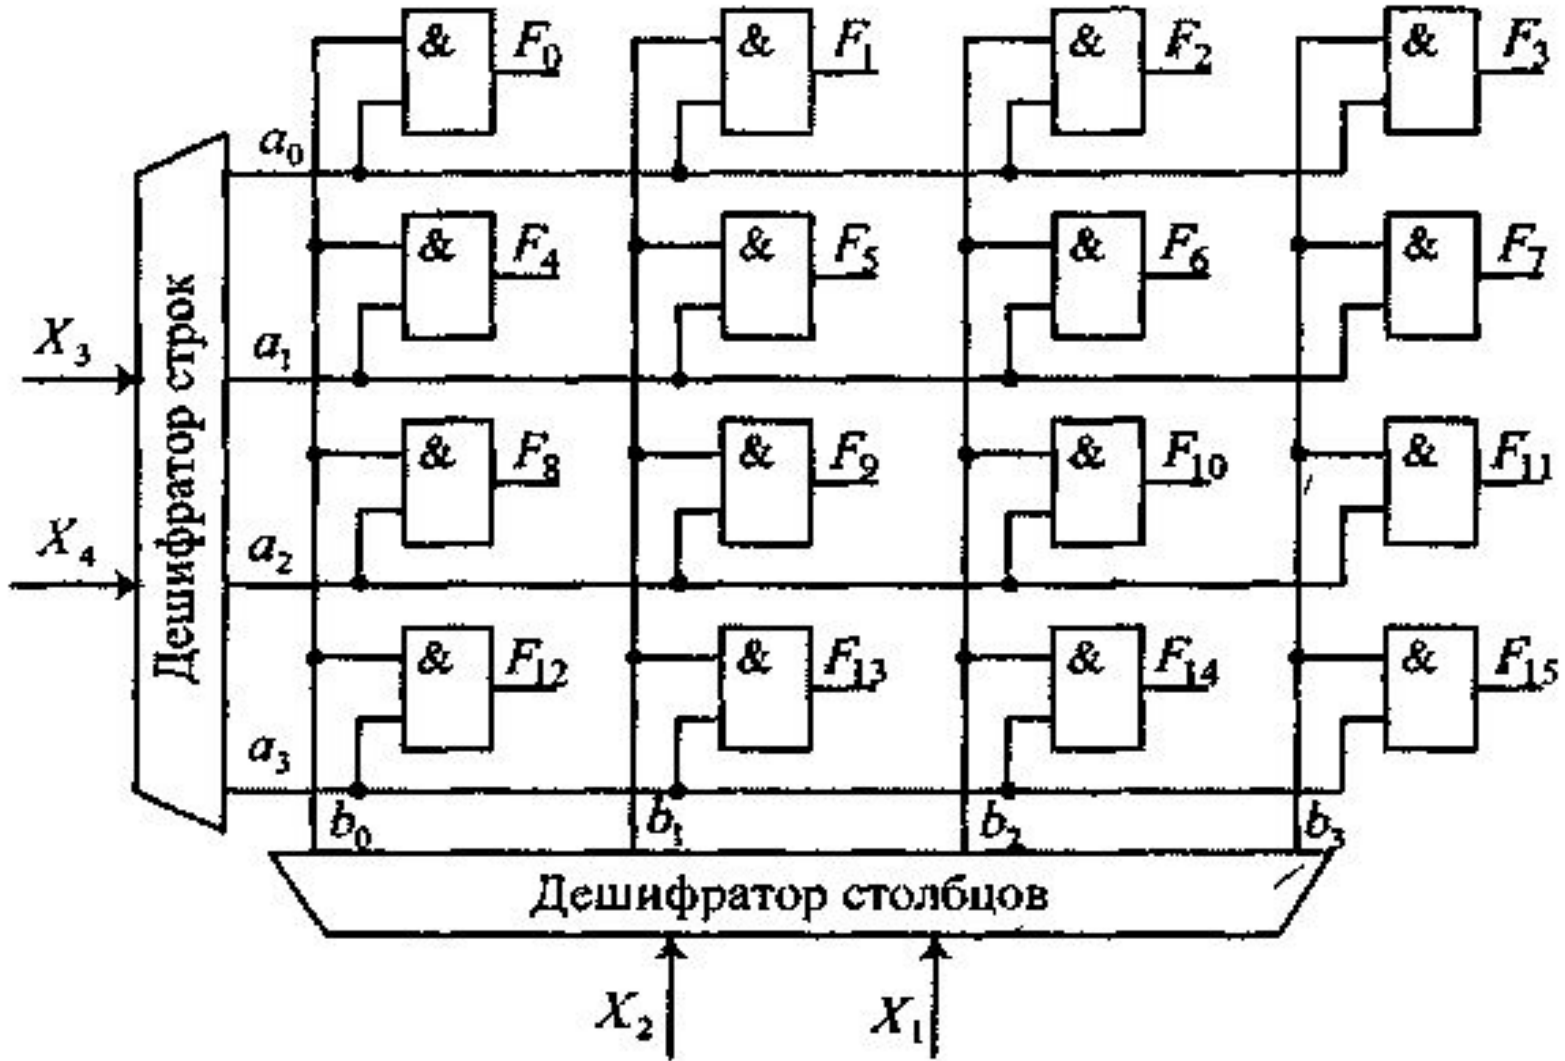 & F₀ & F₁ & F₂ & F₃
a₀
& F₄ & F₅ & F₆ & F₇
X₃ a₁
& F₈ & F₉ & F₁₀ & F₁₁
X₄ a₂
Дешифратор строк
& F₁₂ & F₁₃ & F₁₄ & F₁₅
a₃
b₀ b₁ b₂ b₃
Дешифратор столбцов
X₂ X₁